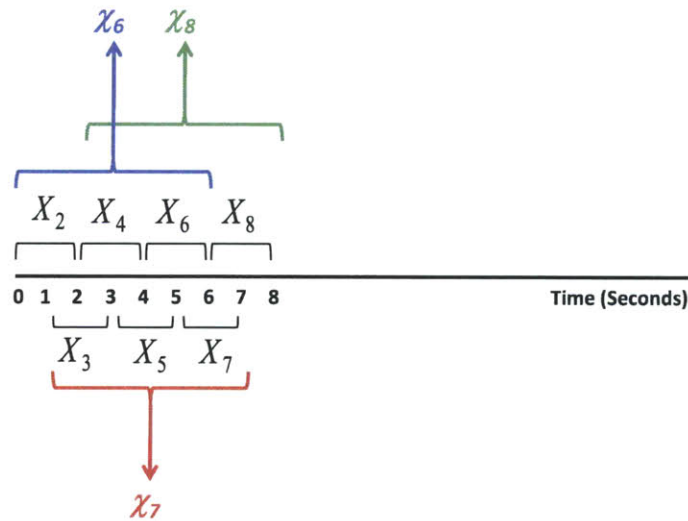 χ6 χ8
X2 X4 X6 X8
0 1 2 3 4 5 6 7 8 Time (Seconds)
X3 X5 X7
χ7